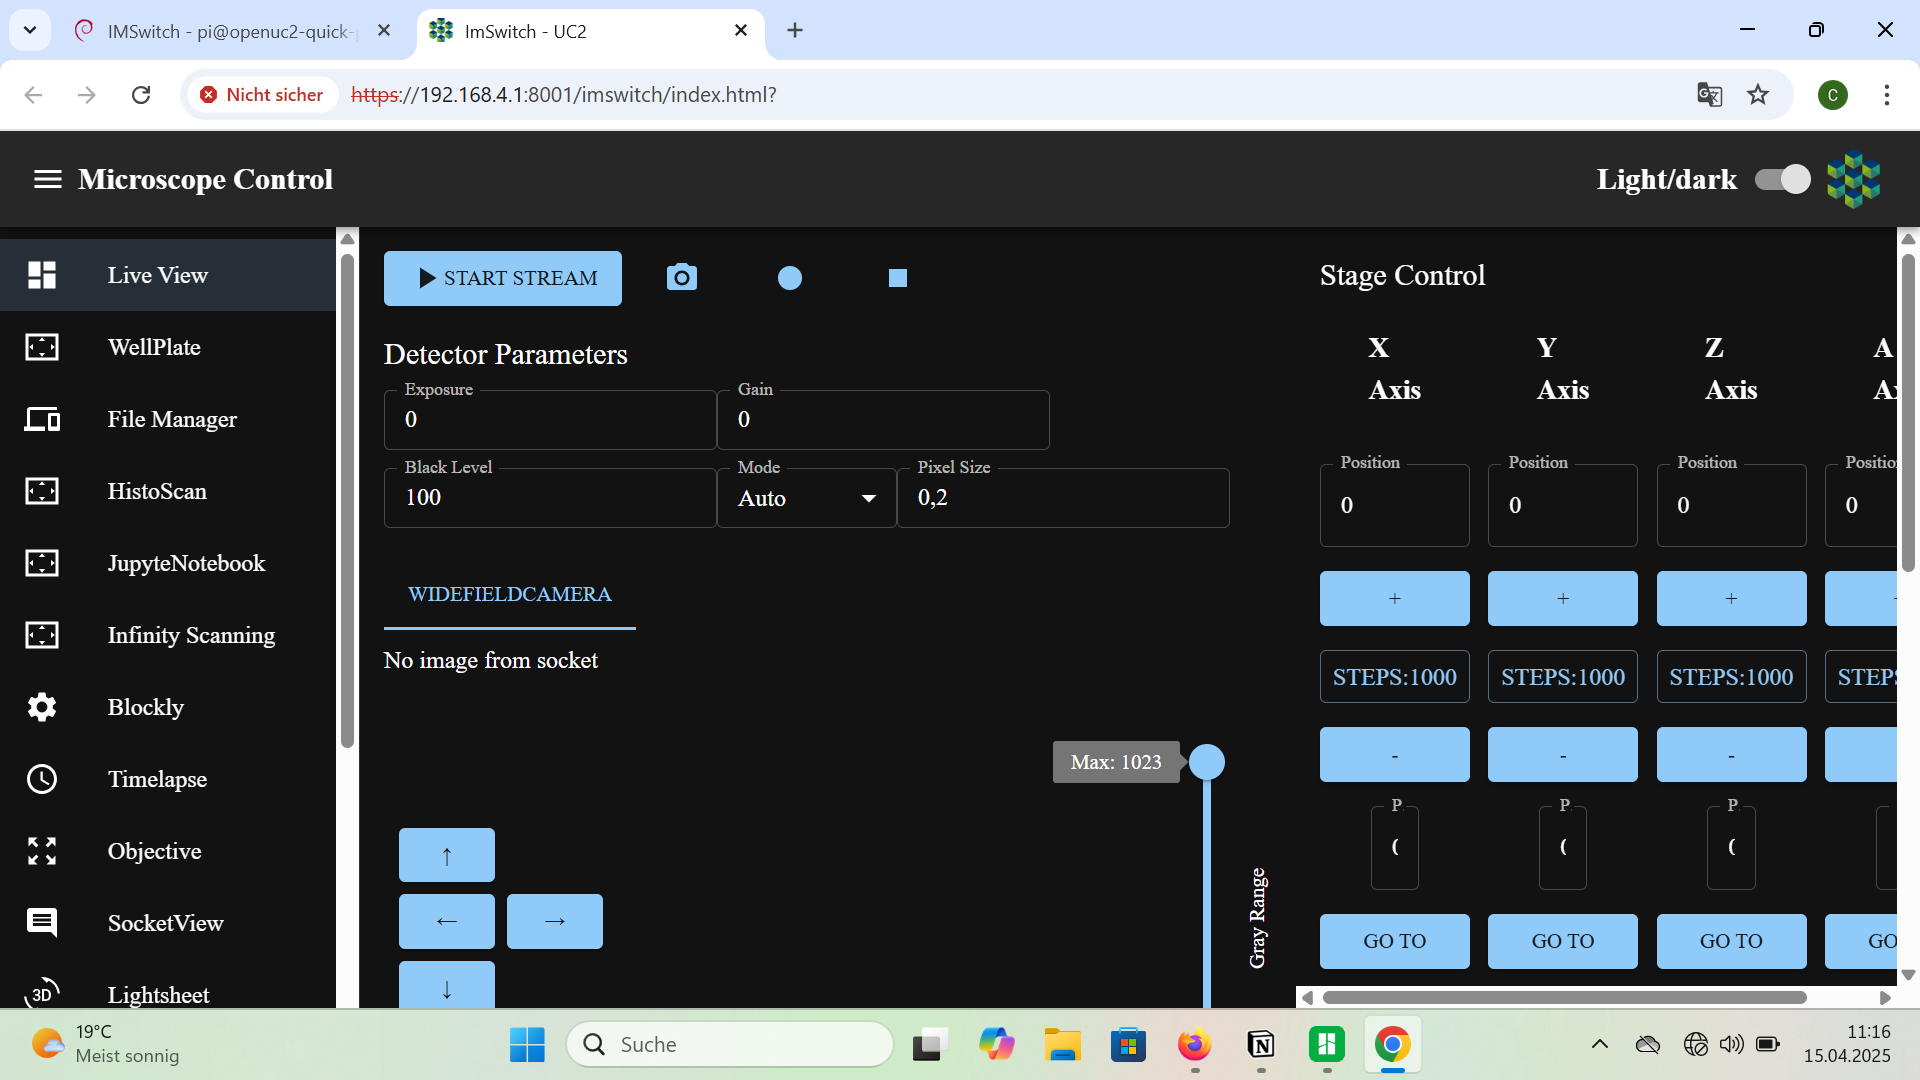 IMSwitch - pi@openuc2-quick-
ImSwitch - UC2
Nicht sicher
https://192.168.4.1:8001/imswitch/index.html?
C
Microscope Control
Light/dark
Live View
WellPlate
File Manager
HistoScan
JupyteNotebook
Infinity Scanning
Blockly
Timelapse
Objective
SocketView
3D
Lightsheet
START STREAM
Detector Parameters
Exposure
0
Gain
0
Black Level
100
Mode
Auto
Pixel Size
0,2
WIDEFIELDCAMERA
No image from socket
Max: 1023
Gray Range
↑
← →
↓
Stage Control
X Axis
Y Axis
Z Axis
A
Position
0
Position
0
Position
0
Positio
0
+ + +
STEPS:1000 STEPS:1000 STEPS:1000 STEP
- - -
P P P
GO TO GO TO GO TO GO
19°C
Meist sonnig
Suche
11:16
15.04.2025